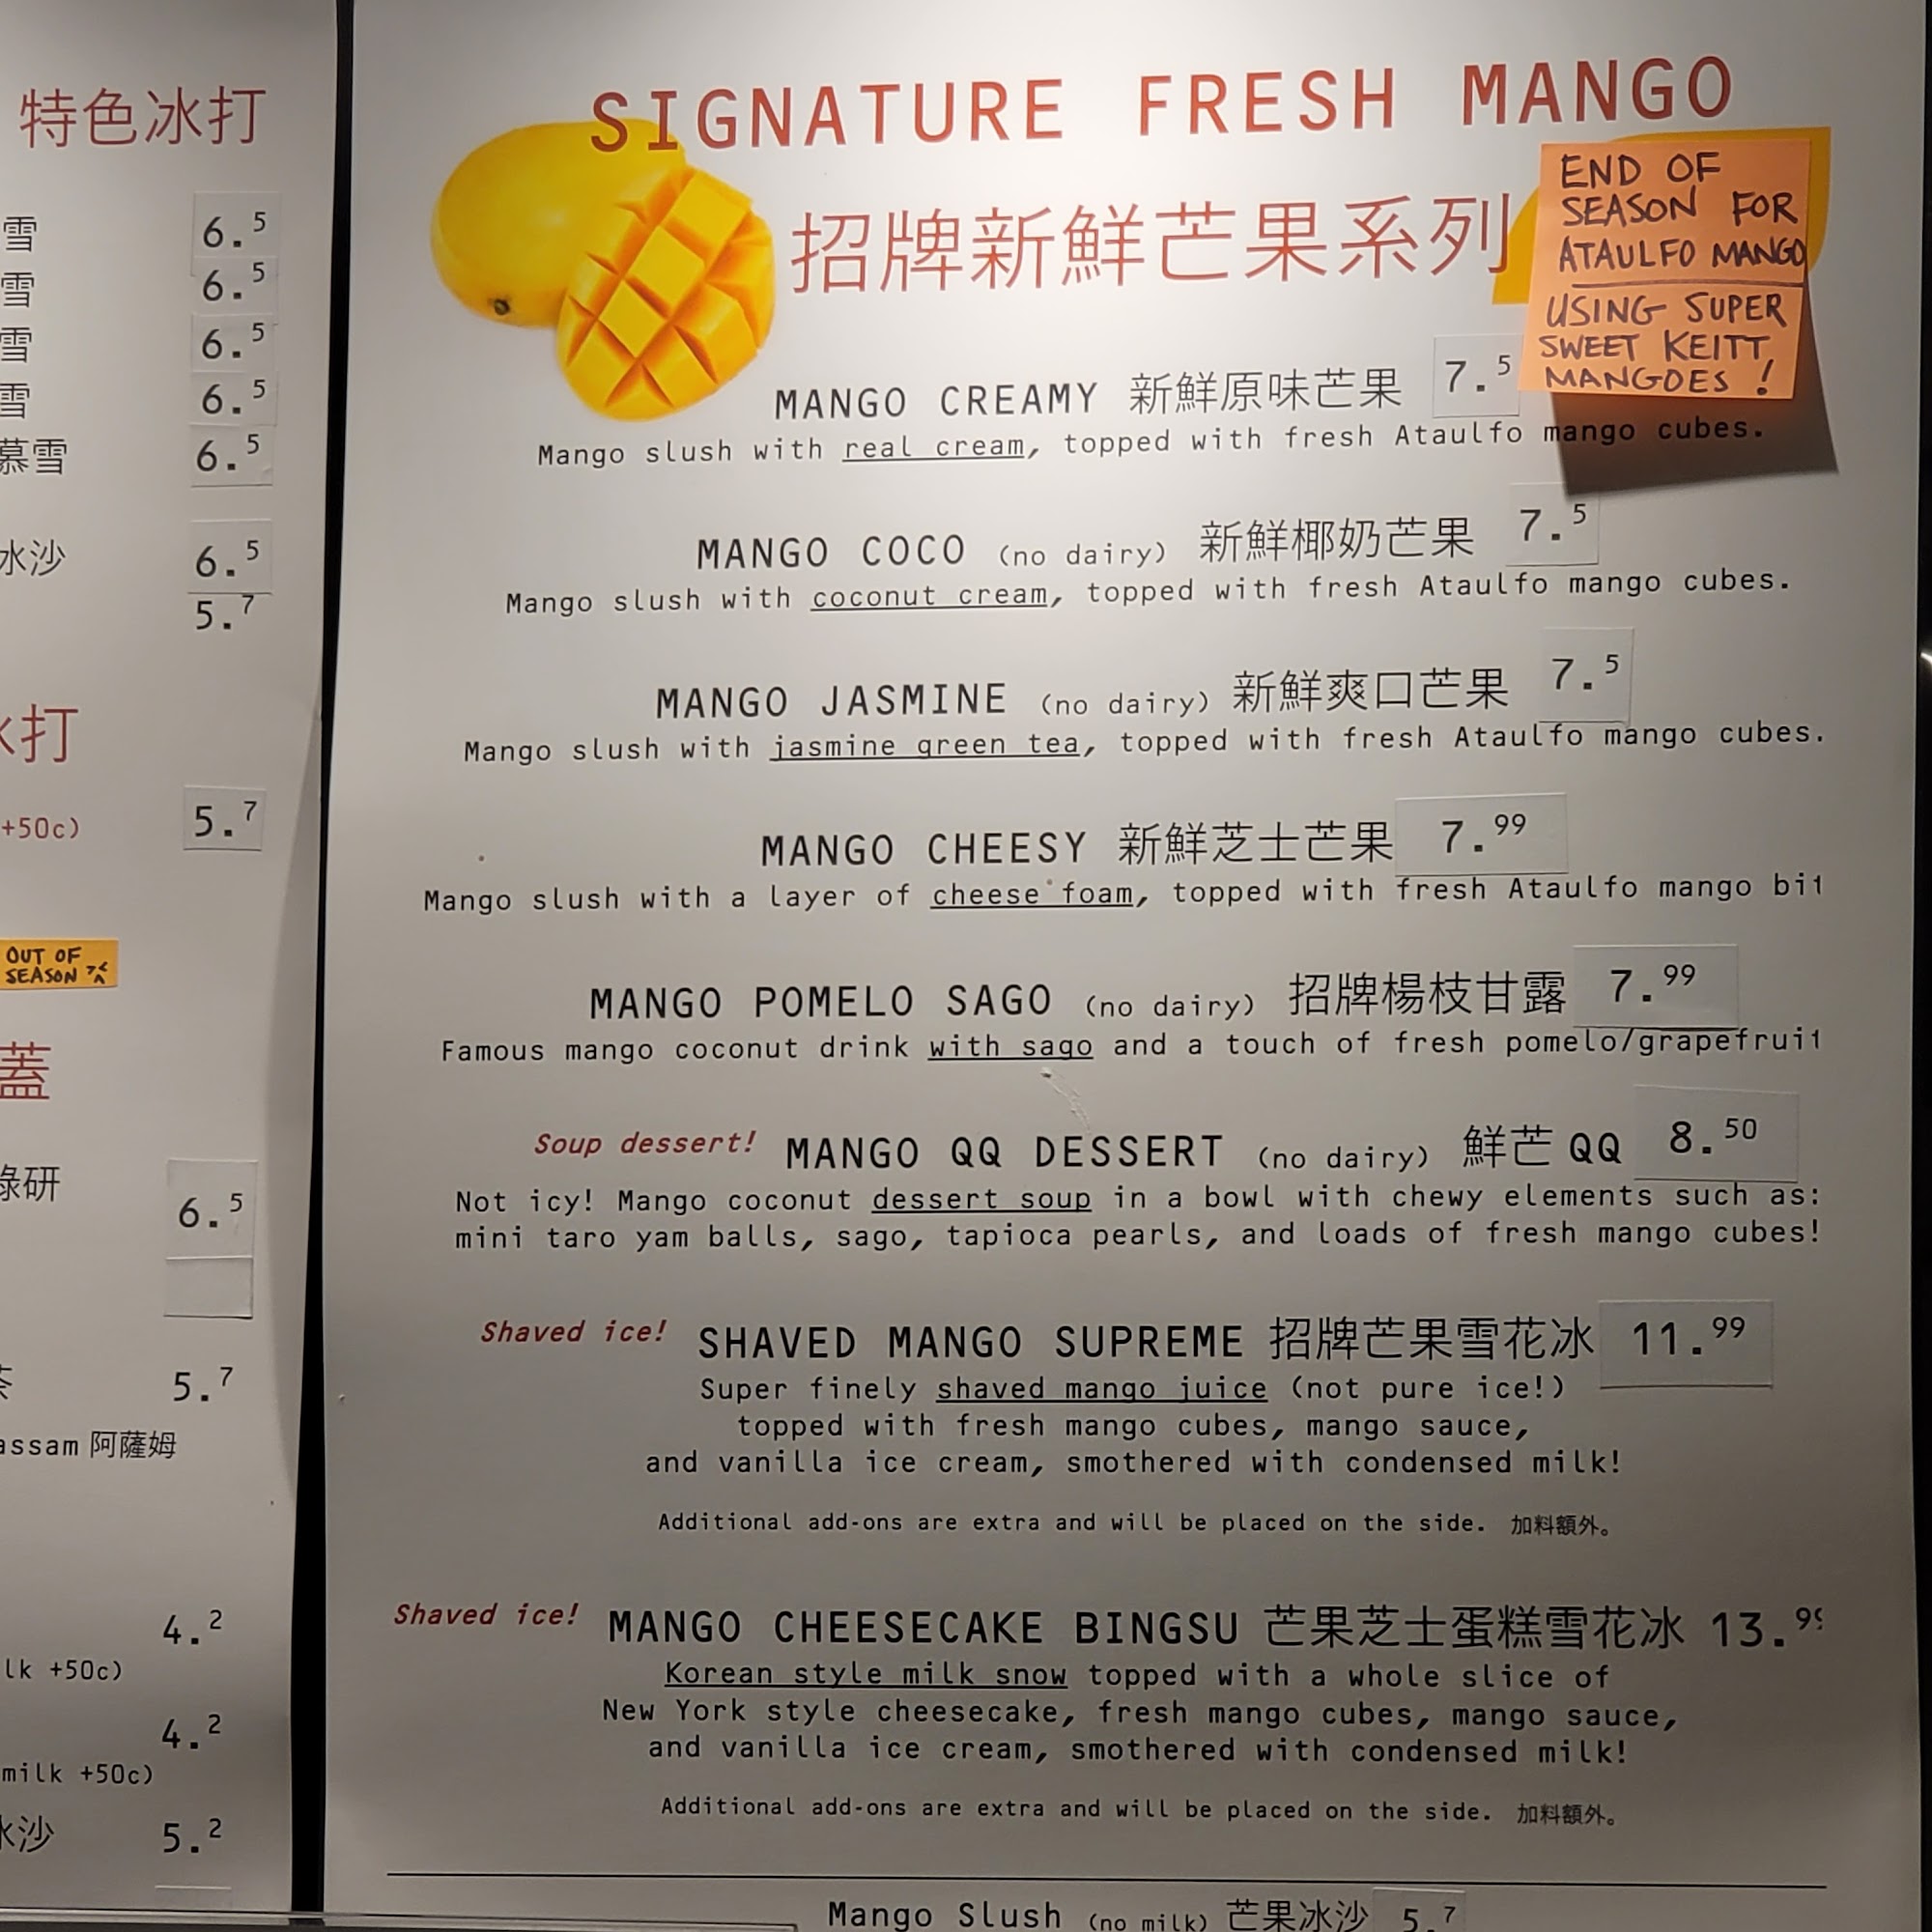 特色冰打
雪 6.5
雪 6.5
雪 6.5
雪 6.5
慕雪 6.5
冰沙 6.5
5.7
冰打
+50c) 5.7
OUT OF
SEASON
蓋
綠研
6.5
茶 5.7
assam 阿薩姆
4.2
lk +50c)
4.2
milk +50c)
冰沙 5.2
SIGNATURE FRESH MANGO
招牌新鮮芒果系列
END OF
SEASON FOR
ATAULFO MANGO
USING SUPER
SWEET KEITT
MANGOES !
MANGO CREAMY 新鮮原味芒果 7.5
Mango slush with real cream, topped with fresh Ataulfo mango cubes.
MANGO COCO (no dairy) 新鮮椰奶芒果 7.5
Mango slush with coconut cream, topped with fresh Ataulfo mango cubes.
MANGO JASMINE (no dairy) 新鮮爽口芒果 7.5
Mango slush with jasmine green tea, topped with fresh Ataulfo mango cubes.
MANGO CHEESY 新鮮芝士芒果 7.99
Mango slush with a layer of cheese foam, topped with fresh Ataulfo mango bit
MANGO POMELO SAGO (no dairy) 招牌楊枝甘露 7.99
Famous mango coconut drink with sago and a touch of fresh pomelo/grapefruit
Soup dessert! MANGO QQ DESSERT (no dairy) 鮮芒 QQ 8.50
Not icy! Mango coconut dessert soup in a bowl with chewy elements such as:
mini taro yam balls, sago, tapioca pearls, and loads of fresh mango cubes!
Shaved ice! SHAVED MANGO SUPREME 招牌芒果雪花冰 11.99
Super finely shaved mango juice (not pure ice!)
topped with fresh mango cubes, mango sauce,
and vanilla ice cream, smothered with condensed milk!
Additional add-ons are extra and will be placed on the side. 加料額外。
Shaved ice! MANGO CHEESECAKE BINGSU 芒果芝士蛋糕雪花冰 13.99
Korean style milk snow topped with a whole slice of
New York style cheesecake, fresh mango cubes, mango sauce,
and vanilla ice cream, smothered with condensed milk!
Additional add-ons are extra and will be placed on the side. 加料額外。
Mango Slush (no milk) 芒果冰沙 5.7